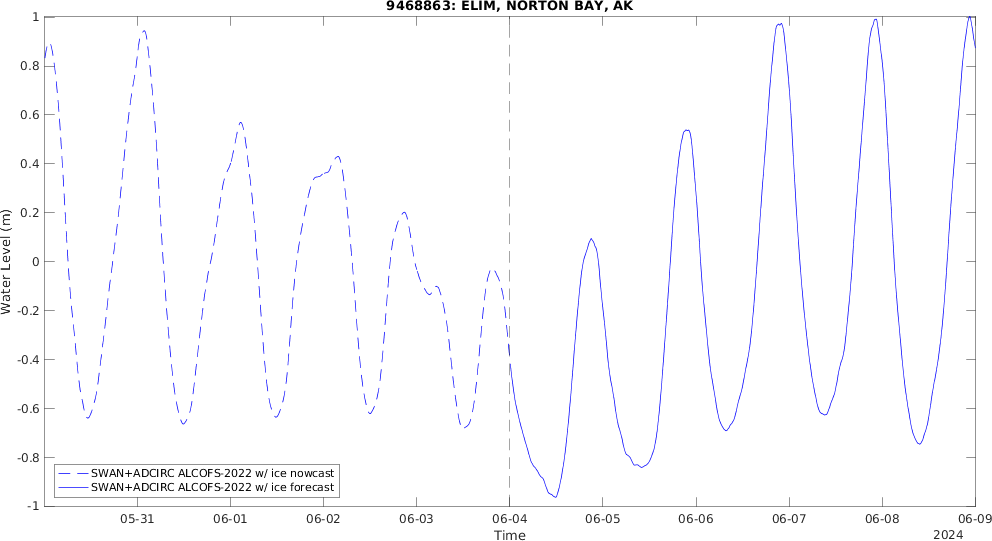 9468863: ELIM, NORTON BAY, AK
1
0.8
0.6
0.4
0.2
0
-0.2
-0.4
-0.6
-0.8
-1
Water Level (m)
SWAN+ADCIRC ALCOFS-2022 w/ ice nowcast
SWAN+ADCIRC ALCOFS-2022 w/ ice forecast
05-31 06-01 06-02 06-03 06-04 06-05 06-06 06-07 06-08 06-09
Time
2024